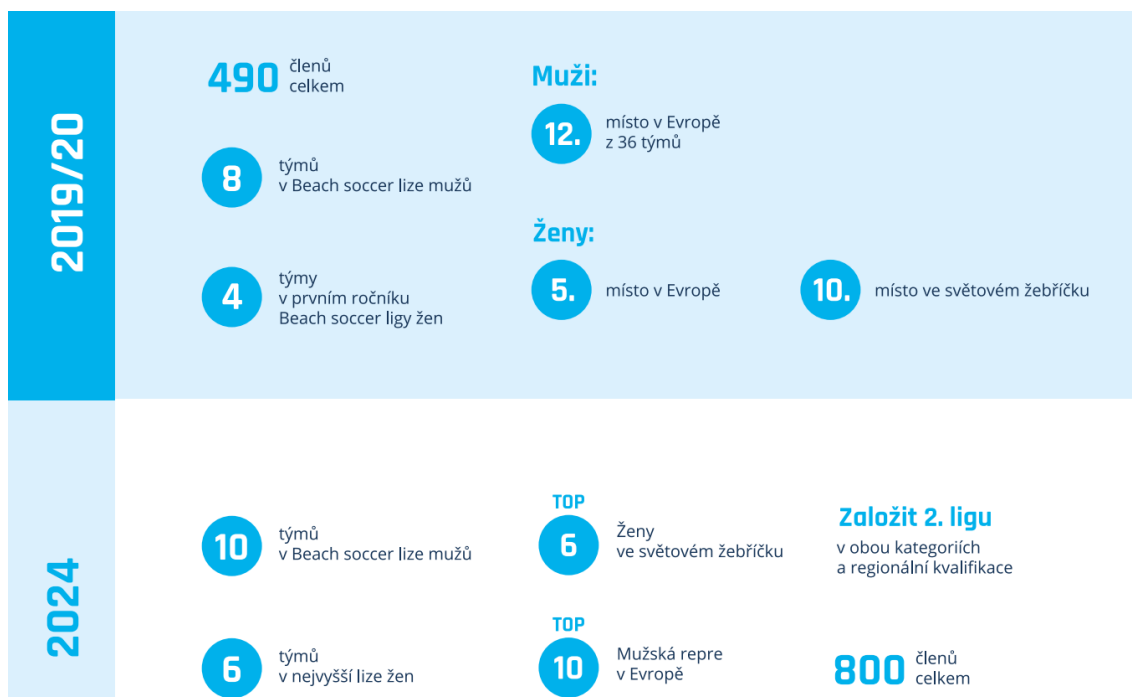 2019/20
490 členů
celkem
8 týmů
v Beach soccer lize mužů
4 týmy
v prvním ročníku
Beach soccer ligy žen
Muži:
12. místo v Evropě
z 36 týmů
Ženy:
5. místo v Evropě
10. místo ve světovém žebříčku
2024
10 týmů
v Beach soccer lize mužů
6 týmů
v nejvyšší lize žen
TOP
6 Ženy
ve světovém žebříčku
TOP
10 Mužská repre
v Evropě
Založit 2. ligu
v obou kategoriích
a regionální kvalifikace
800 členů
celkem